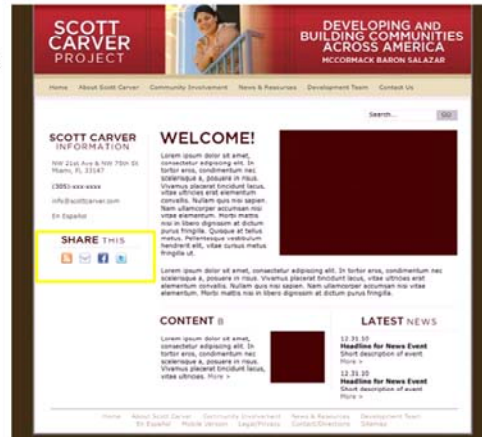 SCOTT
CARVER
PROJECT
DEVELOPING AND
BUILDING COMMUNITIES
ACROSS AMERICA
MCCORMACK BARON SALAZAR
Home About Scott Carver Community Involvement News & Resources Development Team Contact Us
Search... GO
SCOTT CARVER
INFORMATION
NW 21st Ave & NW 75th St
Miami, FL 33147
(305)-xxx-xxxx
info@scottcarver.com
En Español
SHARE THIS
WELCOME!
Lorem ipsum dolor sit amet,
consectetur adipiscing elit. In
tortor eros, condimentum nec
scelerisque a, posuere in risus.
Vivamus placerat tincidunt lacus,
vitae ultricies erat elementum
convallis. Nullam quis nisi sapien.
Nam ullamcorper accumsan nisi
vitae elementum. Morbi mattis
nisi in libero dignissim at dictum
purus fringilla. Quisque at tellus
metus. Pellentesque vestibulum
hendrerit elit, vitae cursus metus
fringilla ut.
Lorem ipsum dolor sit amet, consectetur adipiscing elit. In tortor eros, condimentum nec
scelerisque a, posuere in risus. Vivamus placerat tincidunt lacus, vitae ultricies erat
elementum convallis. Nullam quis nisi sapien. Nam ullamcorper accumsan nisi vitae
elementum. Morbi mattis nisi in libero dignissim at dictum purus fringilla.
CONTENT B
Lorem ipsum dolor sit amet,
consectetur adipiscing elit. In
tortor eros, condimentum nec
scelerisque a, posuere in risus.
Vivamus placerat tincidunt lacus,
vitae ultricies. More >
LATEST NEWS
12.31.10
Headline for News Event
Short description of event
More >
12.31.10
Headline for News Event
Short description of event
More >
Home About Scott Carver Community Involvement News & Resources Development Team
En Español Mobile Version Legal/Privacy Contact/Directions Sitemap